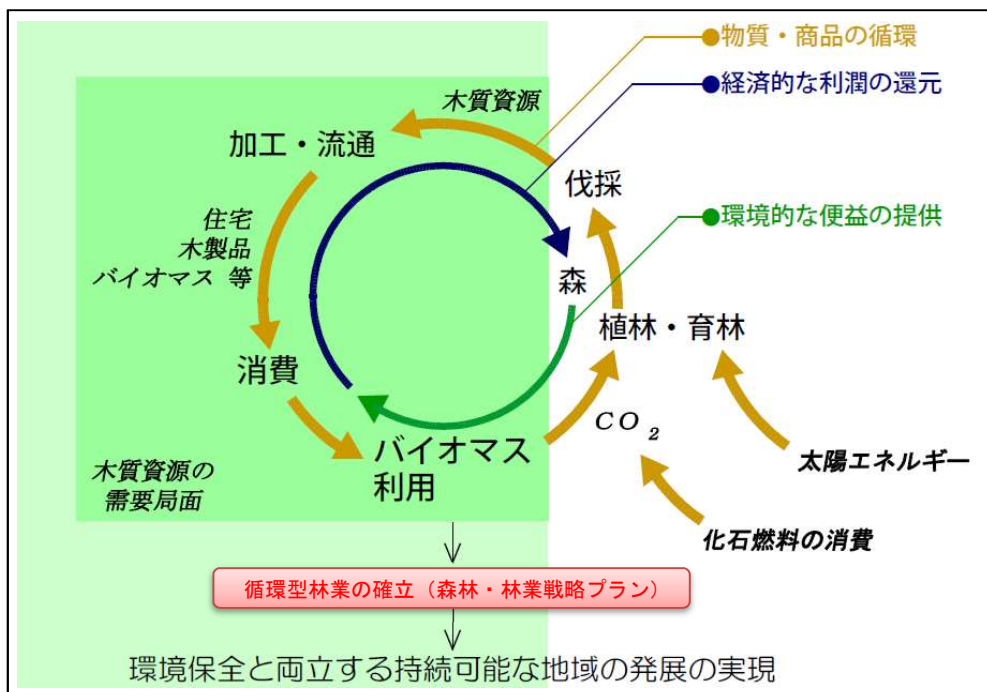 ●物質・商品の循環
●経済的な利潤の還元
木質資源
加工・流通
伐採
住宅
木製品
バイオマス 等
●環境的な便益の提供
森
植林・育林
消費
CO₂
バイオマス
利用
太陽エネルギー
木質資源の
需要局面
化石燃料の消費
循環型林業の確立（森林・林業戦略プラン）
環境保全と両立する持続可能な地域の発展の実現